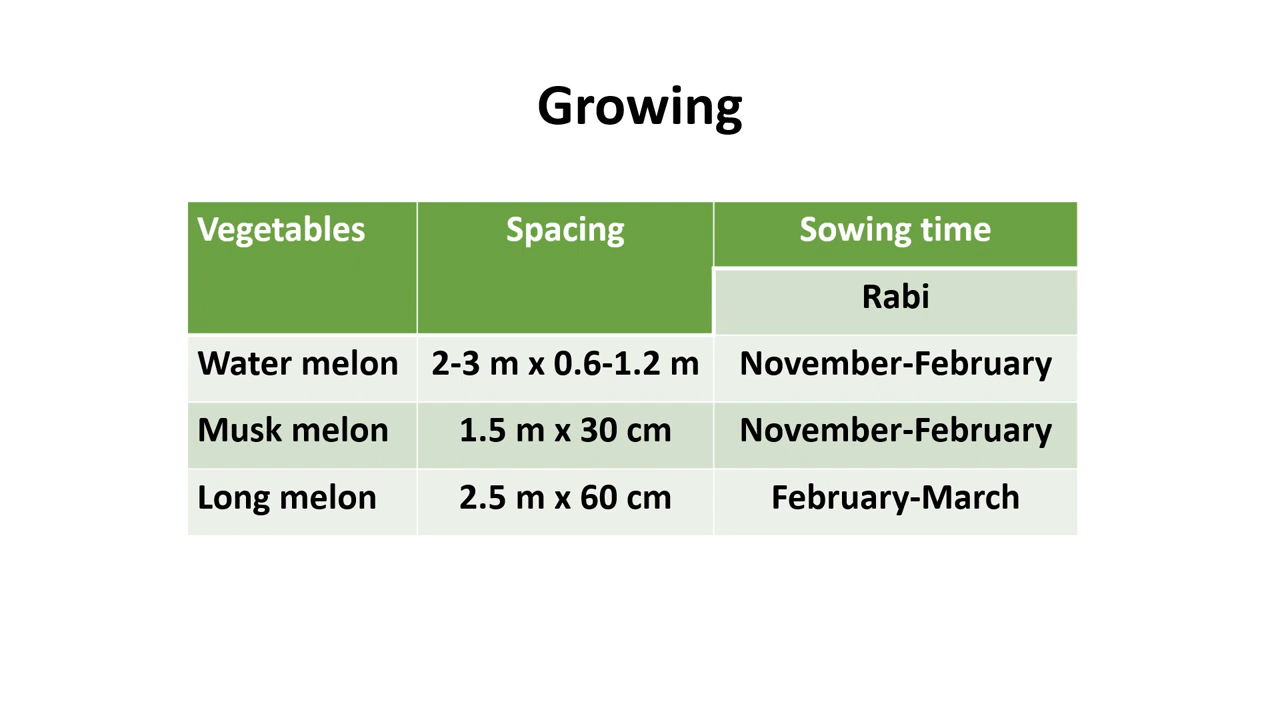 Growing
Vegetables Spacing Sowing time
Rabi
Water melon 2-3 m x 0.6-1.2 m November-February
Musk melon 1.5 m x 30 cm November-February
Long melon 2.5 m x 60 cm February-March